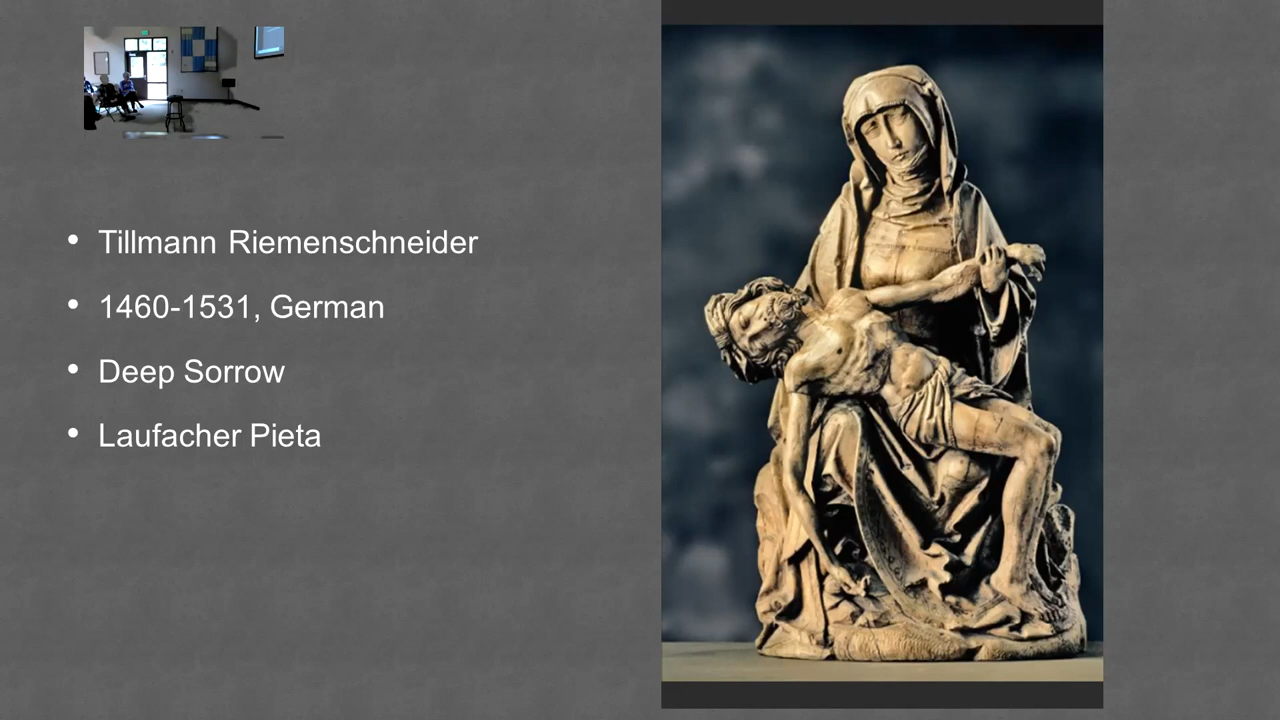 Tillmann Riemenschneider
1460-1531, German
Deep Sorrow
Laufacher Pieta